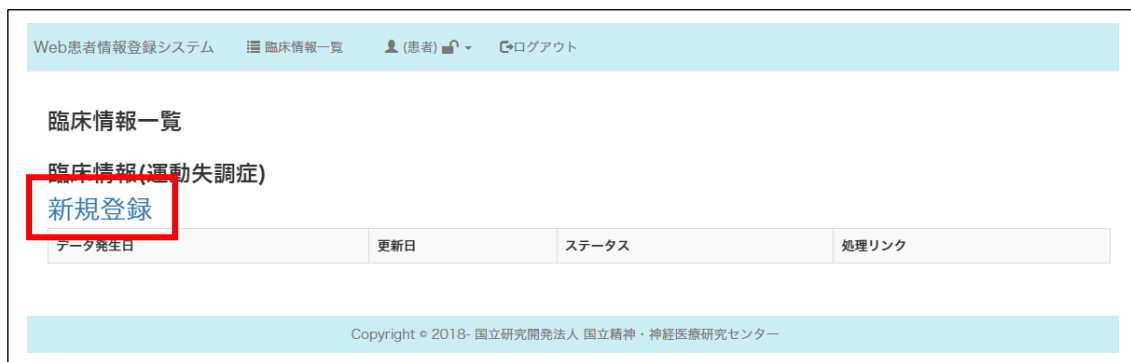 Web患者情報登録システム 臨床情報一覧 (患者) ログアウト
臨床情報一覧
臨床情報(運動失調症)
新規登録
データ発生日 更新日 ステータス 処理リンク
Copyright © 2018- 国立研究開発法人 国立精神・神経医療研究センター